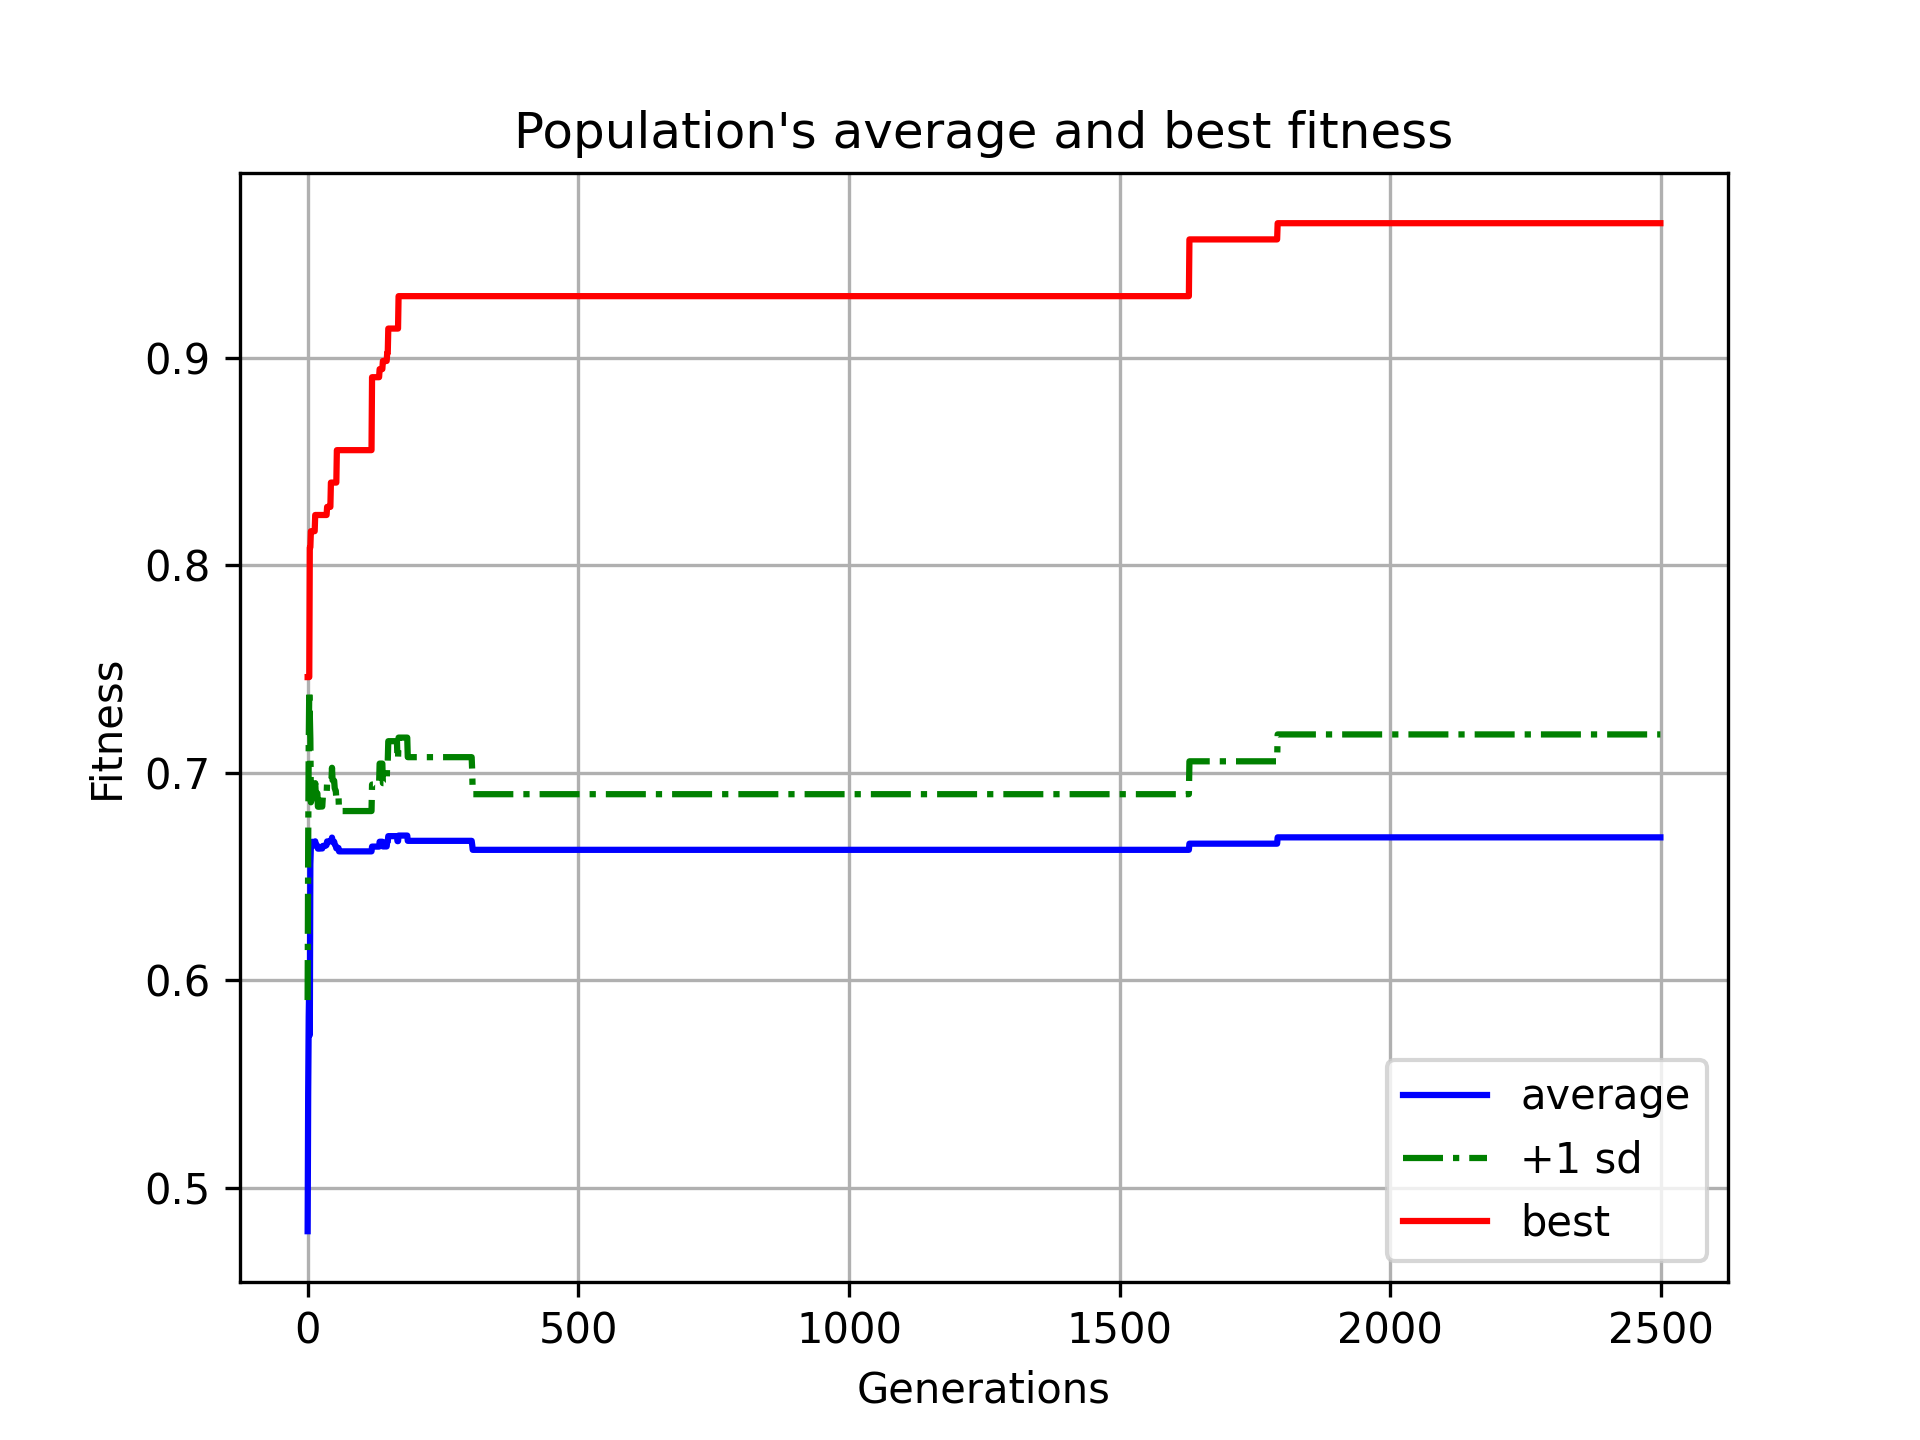 Population's average and best fitness
Fitness
0.9
0.8
0.7
0.6
0.5
average
+1 sd
best
0 500 1000 1500 2000 2500
Generations